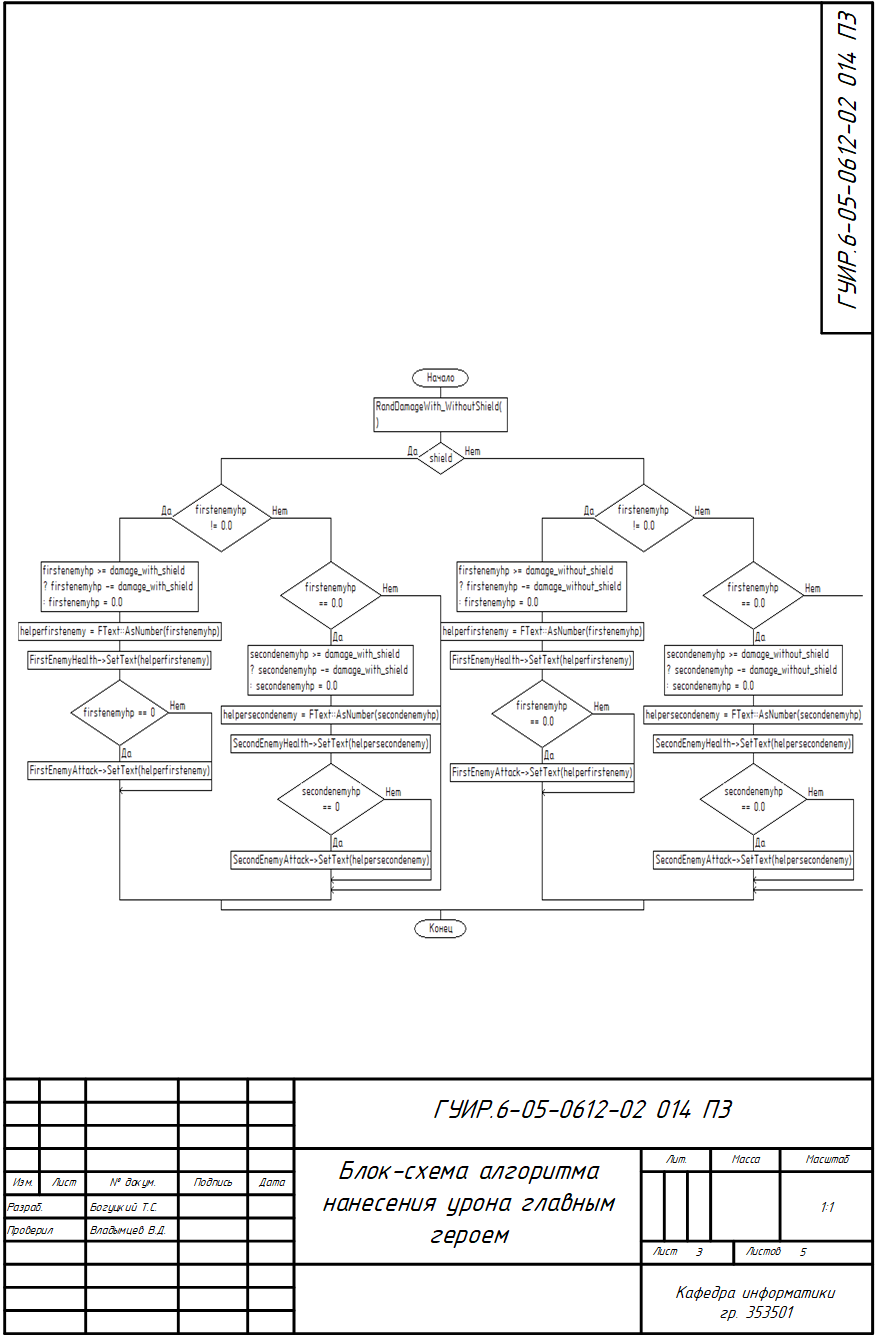 ГУИР.6-05-0612-02 014 ПЗ
Начало
RandDamageWith_WithoutShield(
)
Да
shield
Нет
Да
firstenemyhp
!= 0.0
Нет
Да
firstenemyhp
!= 0.0
Нет
firstenemyhp >= damage_with_shield
? firstenemyhp -= damage_with_shield
: firstenemyhp = 0.0
firstenemyhp
== 0.0
Нет
Да
firstenemyhp >= damage_without_shield
? firstenemyhp -= damage_without_shield
: firstenemyhp = 0.0
firstenemyhp
== 0.0
Нет
Да
helperfirstenemy = FText::AsNumber(firstenemyhp)
FirstEnemyHealth->SetText(helperfirstenemy)
secondenemyhp >= damage_with_shield
? secondenemyhp -= damage_with_shield
: secondenemyhp = 0.0
helperfirstenemy = FText::AsNumber(firstenemyhp)
FirstEnemyHealth->SetText(helperfirstenemy)
secondenemyhp >= damage_without_shield
? secondenemyhp -= damage_without_shield
: secondenemyhp = 0.0
firstenemyhp == 0
Нет
Да
helpersecondenemy = FText::AsNumber(secondenemyhp)
SecondEnemyHealth->SetText(helpersecondenemy)
firstenemyhp
== 0.0
Нет
Да
helpersecondenemy = FText::AsNumber(secondenemyhp)
SecondEnemyHealth->SetText(helpersecondenemy)
FirstEnemyAttack->SetText(helperfirstenemy)
secondenemyhp
== 0
Нет
Да
FirstEnemyAttack->SetText(helperfirstenemy)
secondenemyhp
== 0.0
Нет
Да
SecondEnemyAttack->SetText(helpersecondenemy)
SecondEnemyAttack->SetText(helpersecondenemy)
Конец
ГУИР.6-05-0612-02 014 ПЗ
Изм. Лист № докум. Подпись Дата
Разраб. Богуцкий Т.С.
Проверил Владымцев В.Д.
Блок-схема алгоритма
нанесения урона главным
героем
Лит. Масса Масштаб
1:1
Лист 3 Листов 5
Кафедра информатики
гр. 353501